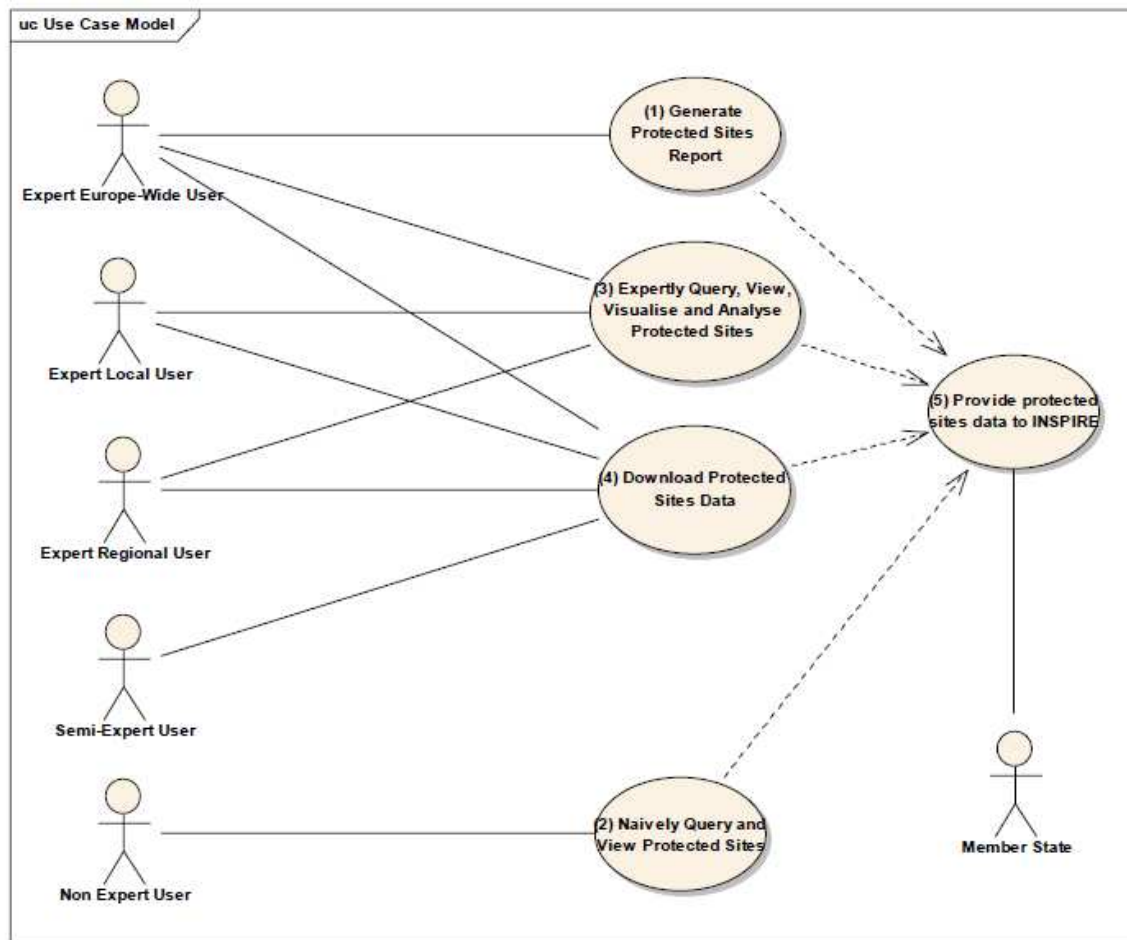 uc Use Case Model
Expert Europe-Wide User
(1) Generate
Protected Sites
Report
Expert Local User
(3) Expertly Query, View,
Visualise and Analyse
Protected Sites
(5) Provide protected
sites data to INSPIRE
Expert Regional User
(4) Download Protected
Sites Data
Semi-Expert User
Non Expert User
(2) Naively Query and
View Protected Sites
Member State